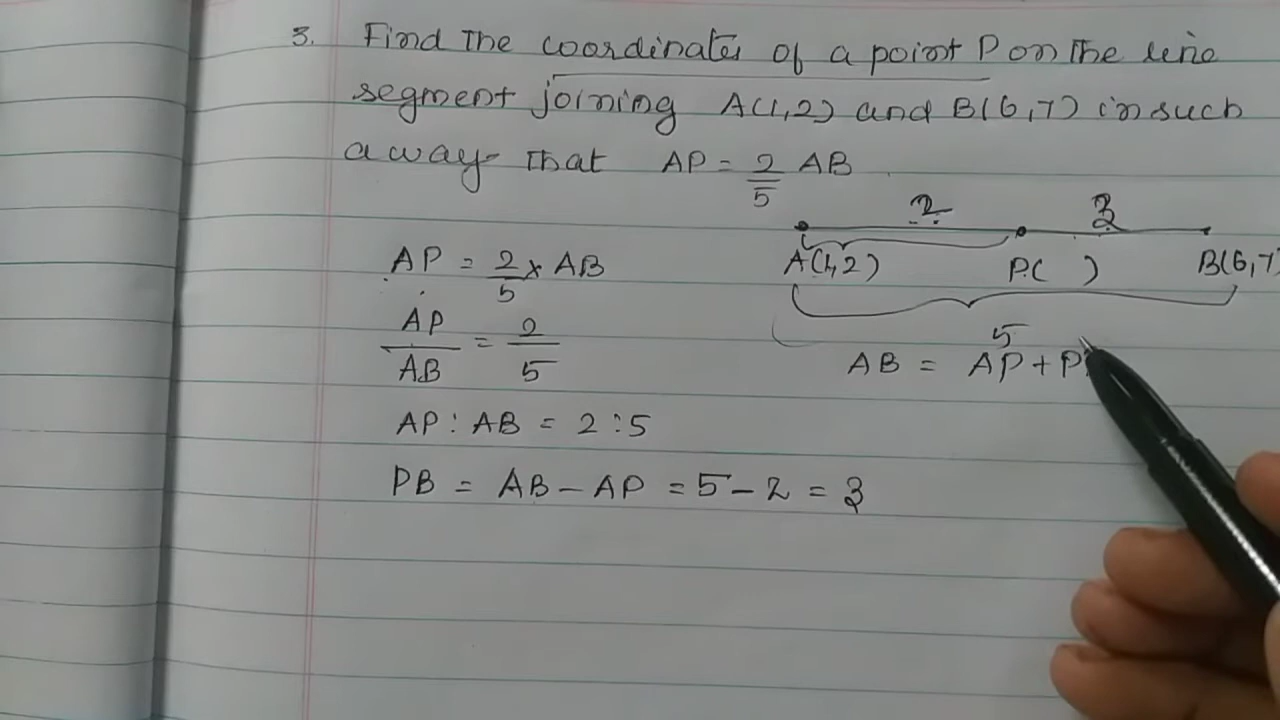 3. Find The coordinates of a point P on The line
segment joining A(1,2) and B(6,7) in such
a way that AP = 2/5 AB
2 3
A(1,2) P( ) B(6,7
5
AB = AP + P
AP = 2/5 × AB
AP/AB = 2/5
AP : AB = 2 : 5
PB = AB - AP = 5 - 2 = 3